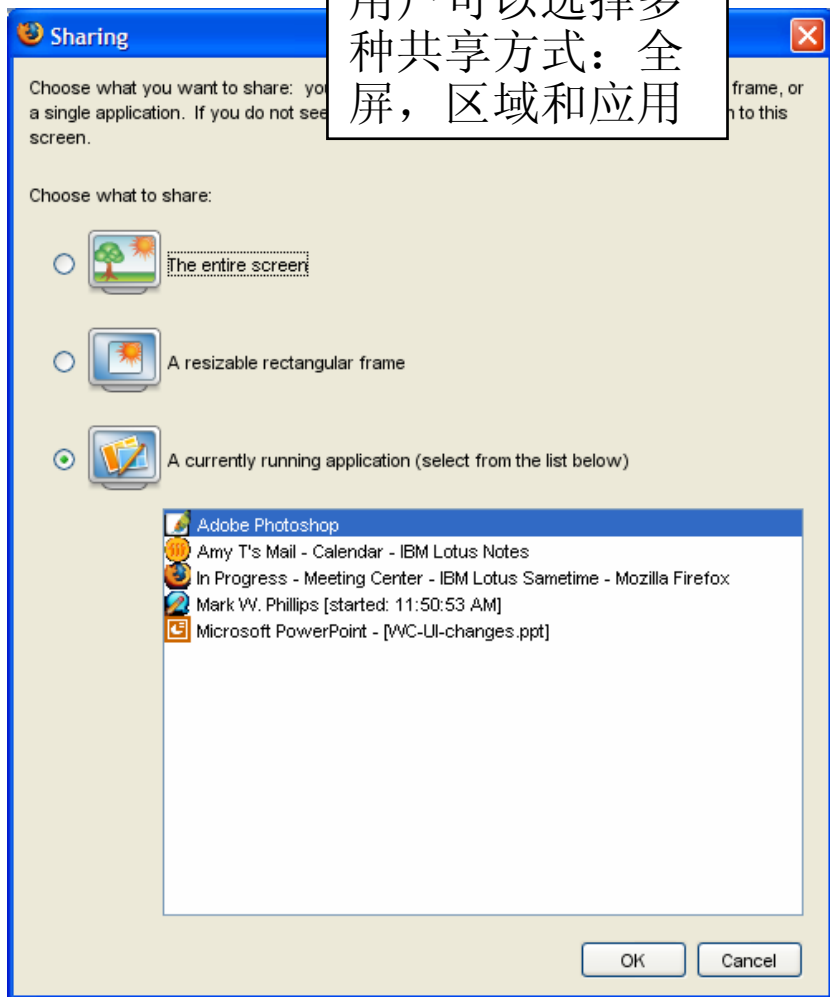 用户可以选择多
种共享方式：全
屏，区域和应用
Sharing
Choose what you want to share: frame, or
a single application. If you do not see to this
screen.
Choose what to share:
The entire screen
A resizable rectangular frame
A currently running application (select from the list below)
Adobe Photoshop
Amy T's Mail - Calendar - IBM Lotus Notes
In Progress - Meeting Center - IBM Lotus Sametime - Mozilla Firefox
Mark W. Phillips [started: 11:50:53 AM]
Microsoft PowerPoint - [WC-UI-changes.ppt]
OK Cancel